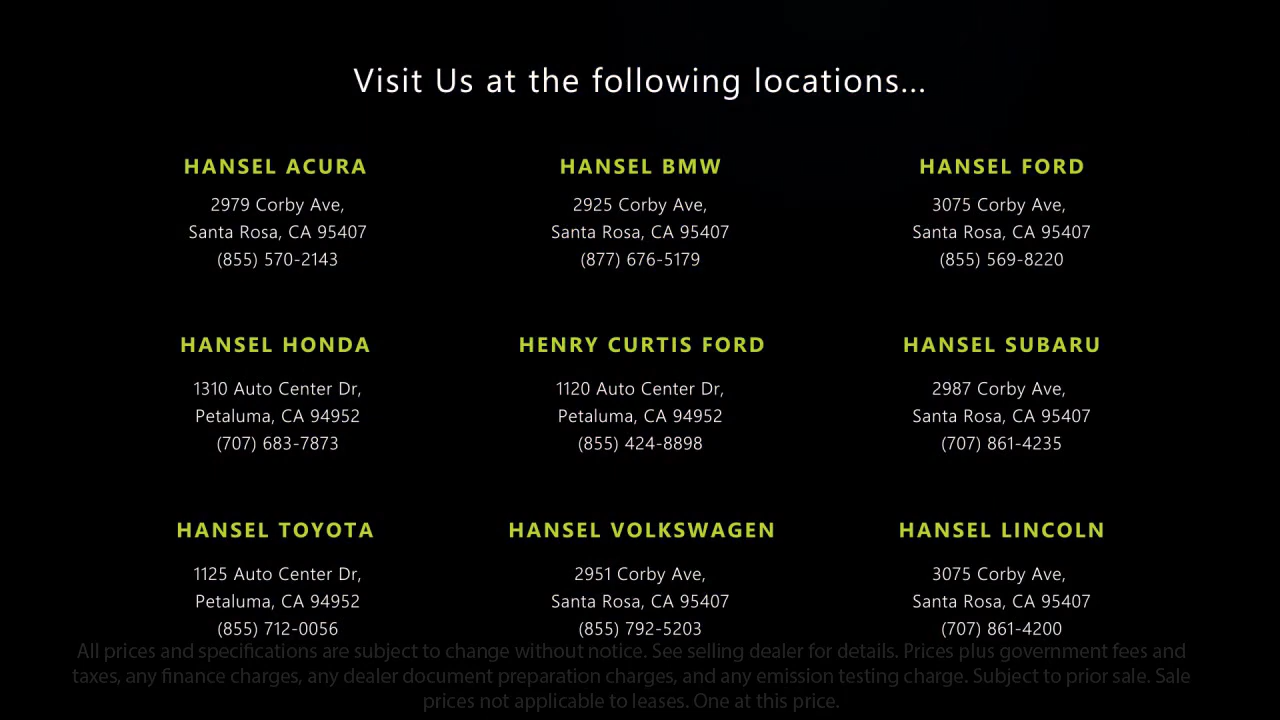 Visit Us at the following locations...
HANSEL ACURA
2979 Corby Ave,
Santa Rosa, CA 95407
(855) 570-2143
HANSEL BMW
2925 Corby Ave,
Santa Rosa, CA 95407
(877) 676-5179
HANSEL FORD
3075 Corby Ave,
Santa Rosa, CA 95407
(855) 569-8220
HANSEL HONDA
1310 Auto Center Dr,
Petaluma, CA 94952
(707) 683-7873
HENRY CURTIS FORD
1120 Auto Center Dr,
Petaluma, CA 94952
(855) 424-8898
HANSEL SUBARU
2987 Corby Ave,
Santa Rosa, CA 95407
(707) 861-4235
HANSEL TOYOTA
1125 Auto Center Dr,
Petaluma, CA 94952
(855) 712-0056
HANSEL VOLKSWAGEN
2951 Corby Ave,
Santa Rosa, CA 95407
(855) 792-5203
HANSEL LINCOLN
3075 Corby Ave,
Santa Rosa, CA 95407
(707) 861-4200
All prices and specifications are subject to change without notice. See selling dealer for details. Prices plus government fees and
taxes, any finance charges, any dealer document preparation charges, and any emission testing charge. Subject to prior sale. Sale
prices not applicable to leases. One at this price.